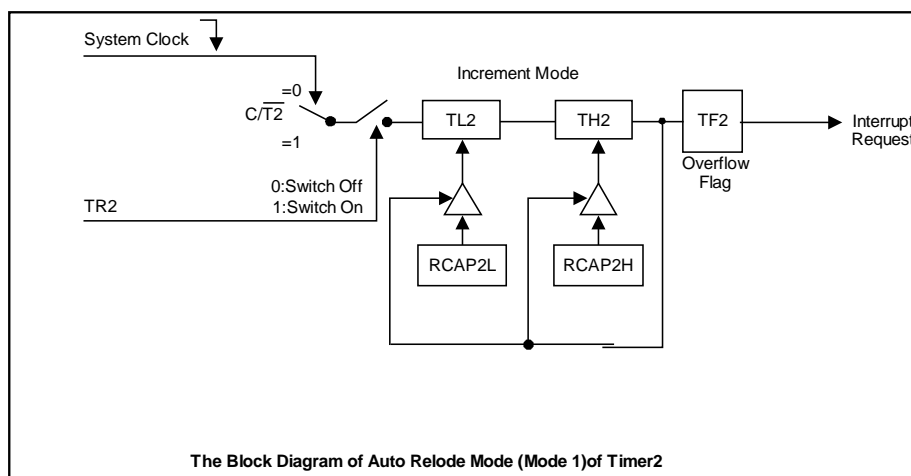 System Clock
Increment Mode
=0
C/T2
=1
TL2
TH2
TF2
Interrupt
Request
Overflow
Flag
0:Switch Off
1:Switch On
TR2
RCAP2L
RCAP2H
The Block Diagram of Auto Relode Mode (Mode 1)of Timer2